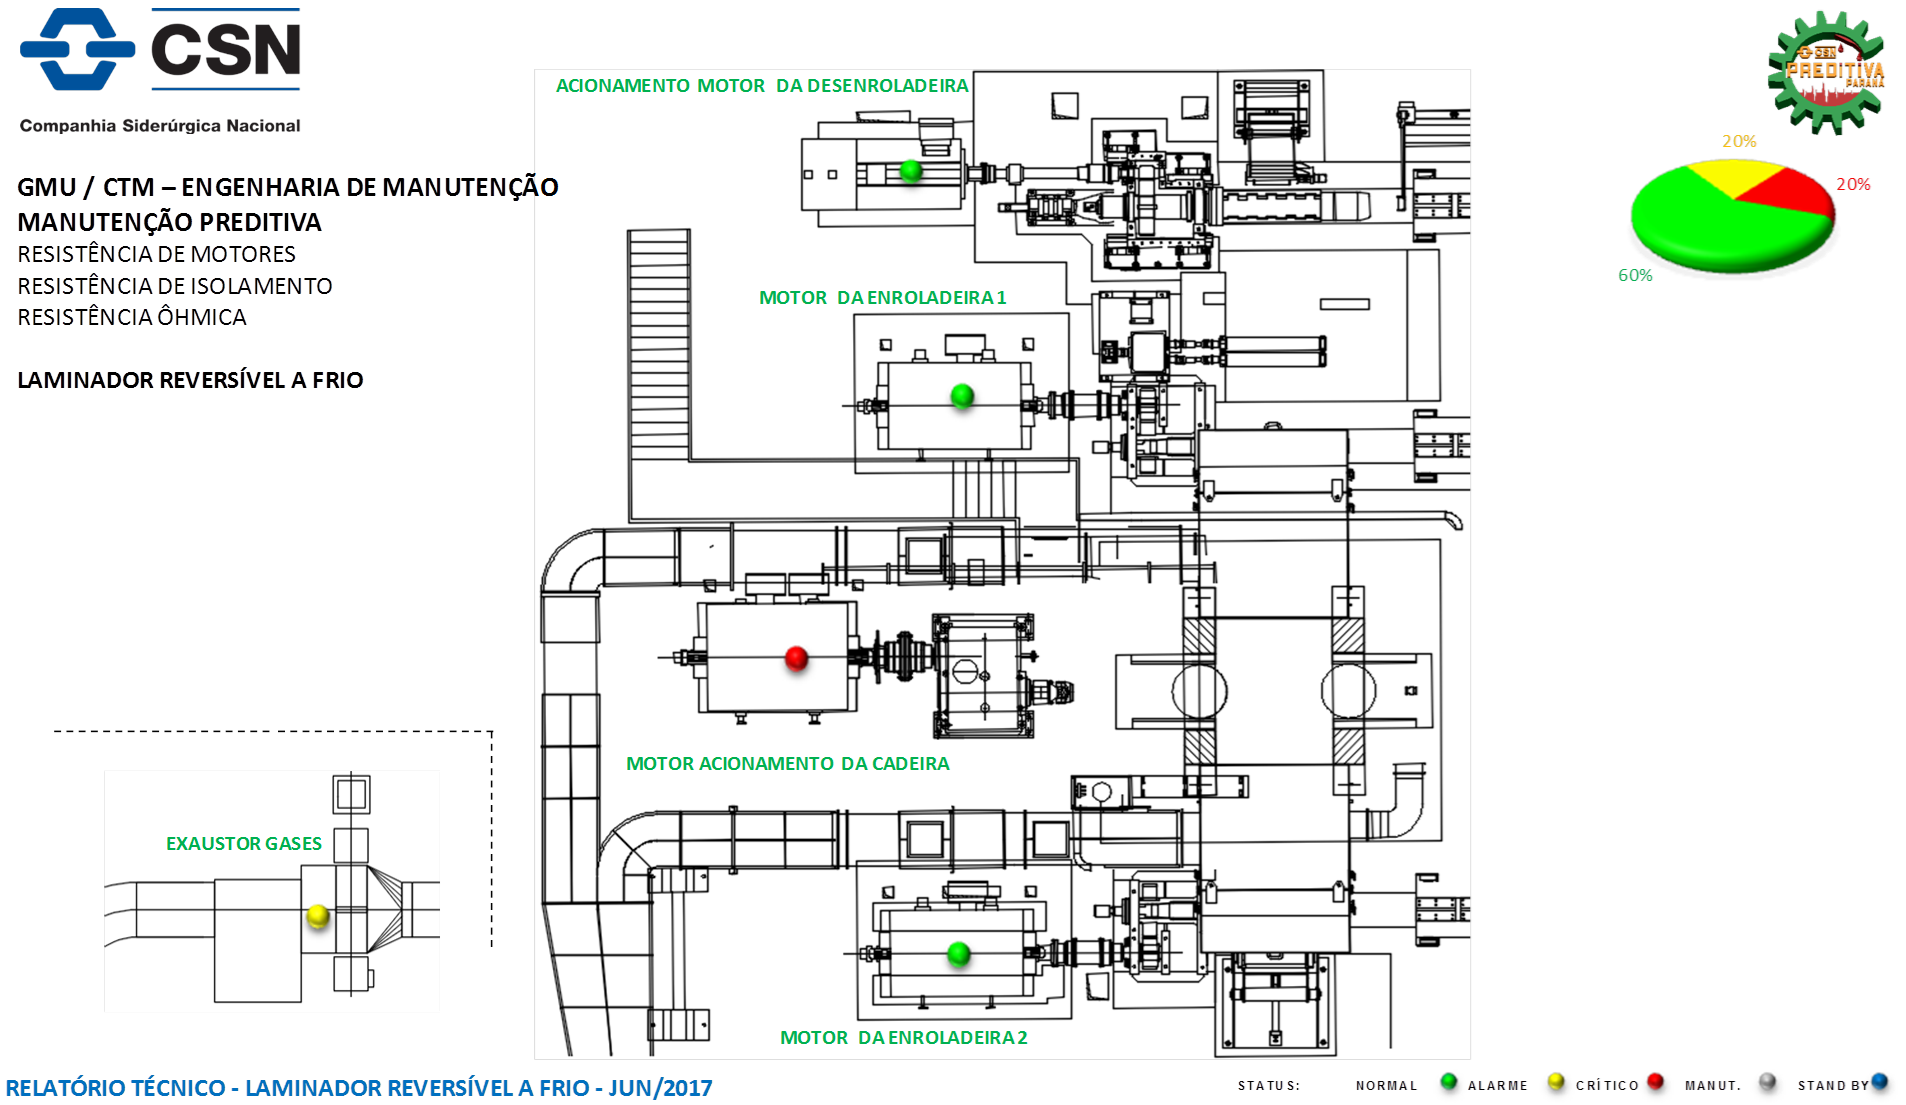 CSN
Companhia Siderúrgica Nacional
GMU / CTM – ENGENHARIA DE MANUTENÇÃO
MANUTENÇÃO PREDITIVA
RESISTÊNCIA DE MOTORES
RESISTÊNCIA DE ISOLAMENTO
RESISTÊNCIA ÔHMICA
LAMINADOR REVERSÍVEL A FRIO
ACIONAMENTO MOTOR DA DESENROLADEIRA
MOTOR DA ENROLADEIRA 1
MOTOR ACIONAMENTO DA CADEIRA
EXAUSTOR GASES
MOTOR DA ENROLADEIRA 2
CSN
PREDITIVA
PARANÁ
20%
20%
60%
RELATÓRIO TÉCNICO - LAMINADOR REVERSÍVEL A FRIO - JUN/2017
STATUS: NORMAL ALARME CRÍTICO MANUT. STAND BY